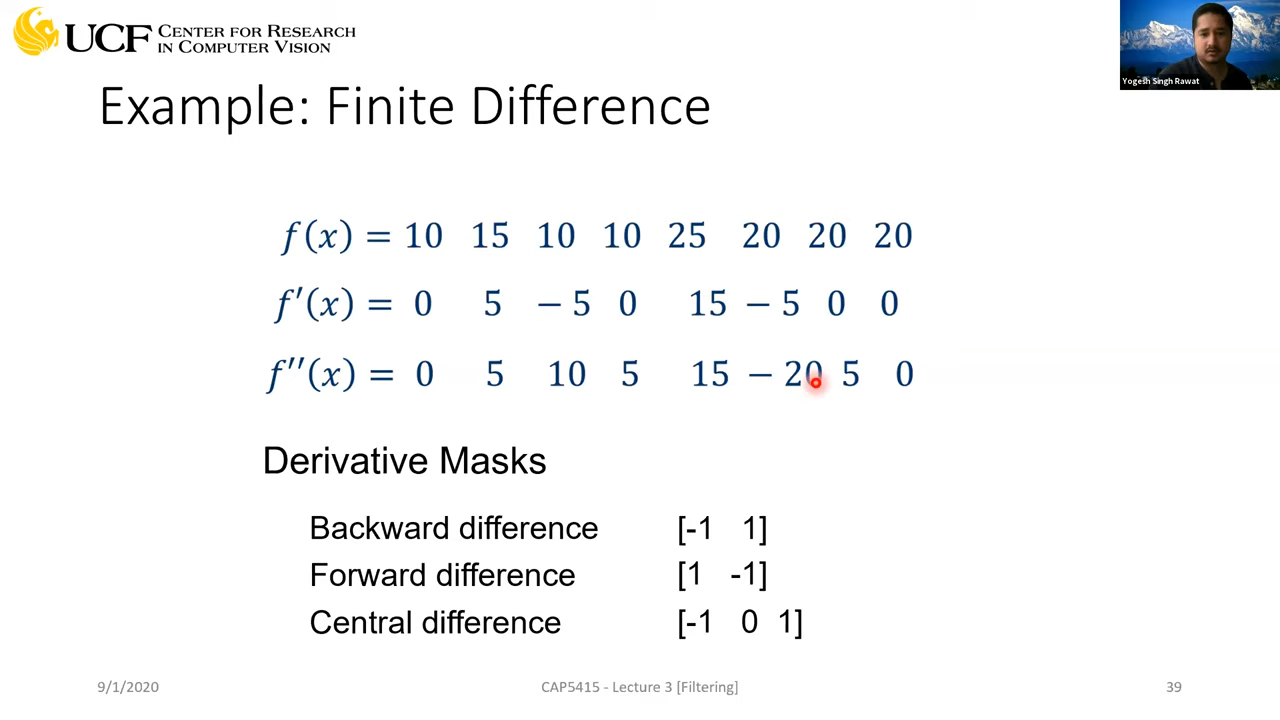 UCF CENTER FOR RESEARCH
IN COMPUTER VISION
Yogesh Singh Rawat
Example: Finite Difference
f(x) = 10 15 10 10 25 20 20 20
f′(x) = 0 5 − 5 0 15 − 5 0 0
f′′(x) = 0 5 10 5 15 − 20 5 0
Derivative Masks
Backward difference [-1 1]
Forward difference [1 -1]
Central difference [-1 0 1]
9/1/2020 CAP5415 - Lecture 3 [Filtering] 39